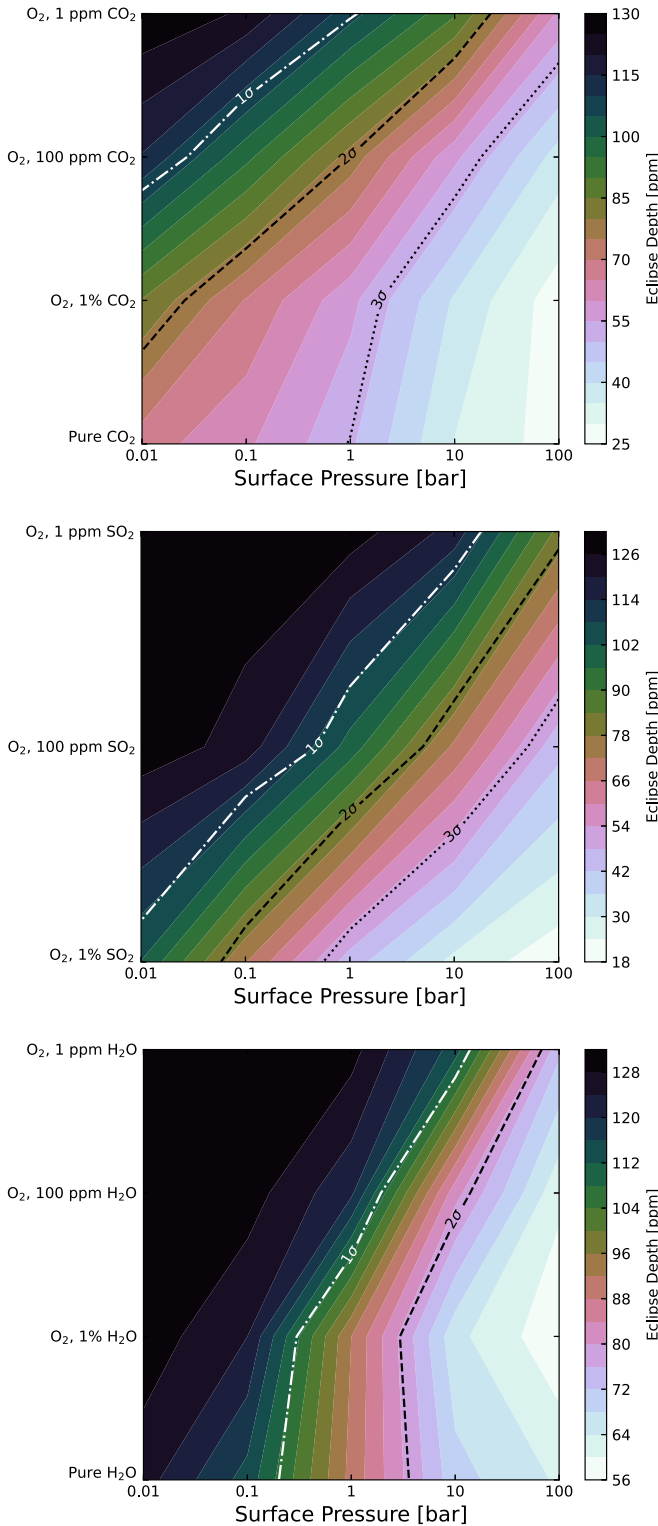 O₂, 1 ppm CO₂
O₂, 100 ppm CO₂
O₂, 1% CO₂
Pure CO₂
1σ
2σ
3σ
0.01 0.1 1 10 100
Surface Pressure [bar]
130
115
100
85
70
55
40
25
Eclipse Depth [ppm]
O₂, 1 ppm SO₂
O₂, 100 ppm SO₂
O₂, 1% SO₂
1σ
2σ
3σ
0.01 0.1 1 10 100
Surface Pressure [bar]
126
114
102
90
78
66
54
42
30
18
Eclipse Depth [ppm]
O₂, 1 ppm H₂O
O₂, 100 ppm H₂O
O₂, 1% H₂O
Pure H₂O
1σ
2σ
0.01 0.1 1 10 100
Surface Pressure [bar]
128
120
112
104
96
88
80
72
64
56
Eclipse Depth [ppm]